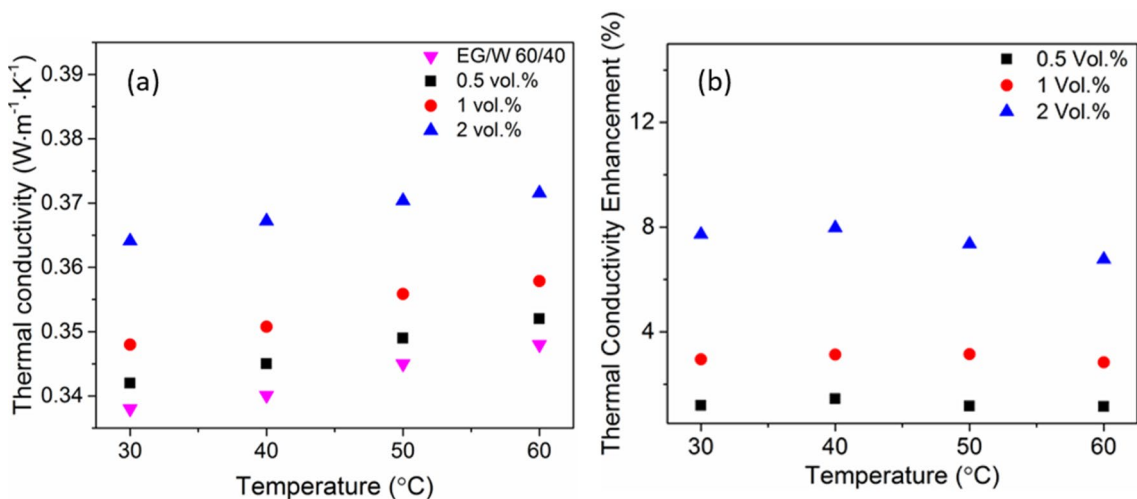 (a)
EG/W 60/40
0.5 vol.%
1 vol.%
2 vol.%
Thermal conductivity (W·m⁻¹·K⁻¹)
0.39
0.38
0.37
0.36
0.35
0.34
30 40 50 60
Temperature (°C)
(b)
0.5 Vol.%
1 Vol.%
2 Vol.%
Thermal Conductivity Enhancement (%)
12
8
4
30 40 50 60
Temperature (°C)